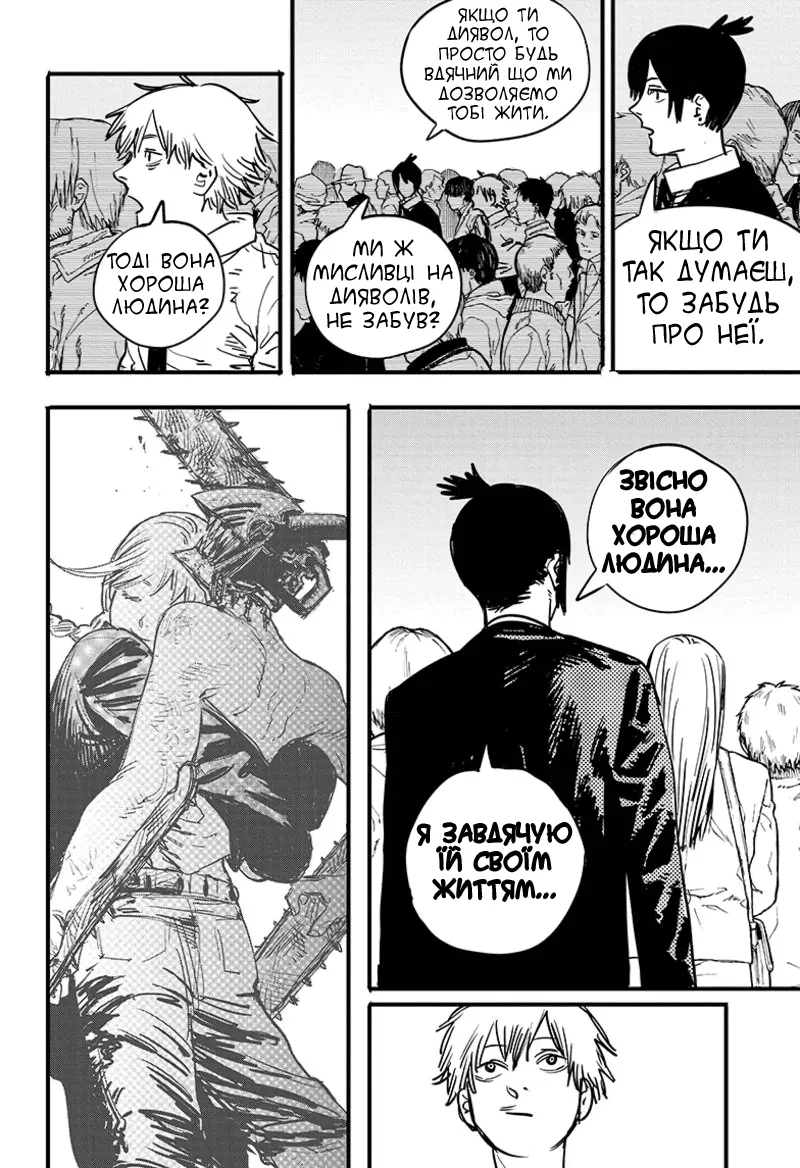 ЯКЩО ТИ
ТАК ДУМАЄШ,
ТО ЗАБУДЬ
ПРО НЕЇ.
ЯКЩО ТИ
ДИЯВОЛ, ТО
ПРОСТО БУДЬ
ВДЯЧНИЙ ЩО МИ
ДОЗВОЛЯЄМО
ТОБІ ЖИТИ.
МИ Ж
МИСЛИВЦІ НА
ДИЯВОЛІВ,
НЕ ЗАБУВ?
ТОДІ ВОНА
ХОРОША
ЛЮДИНА?
ЗВІСНО
ВОНА
ХОРОША
ЛЮДИНА...
Я ЗАВДЯЧУЮ
ЇЙ СВОЇМ
ЖИТТЯМ...